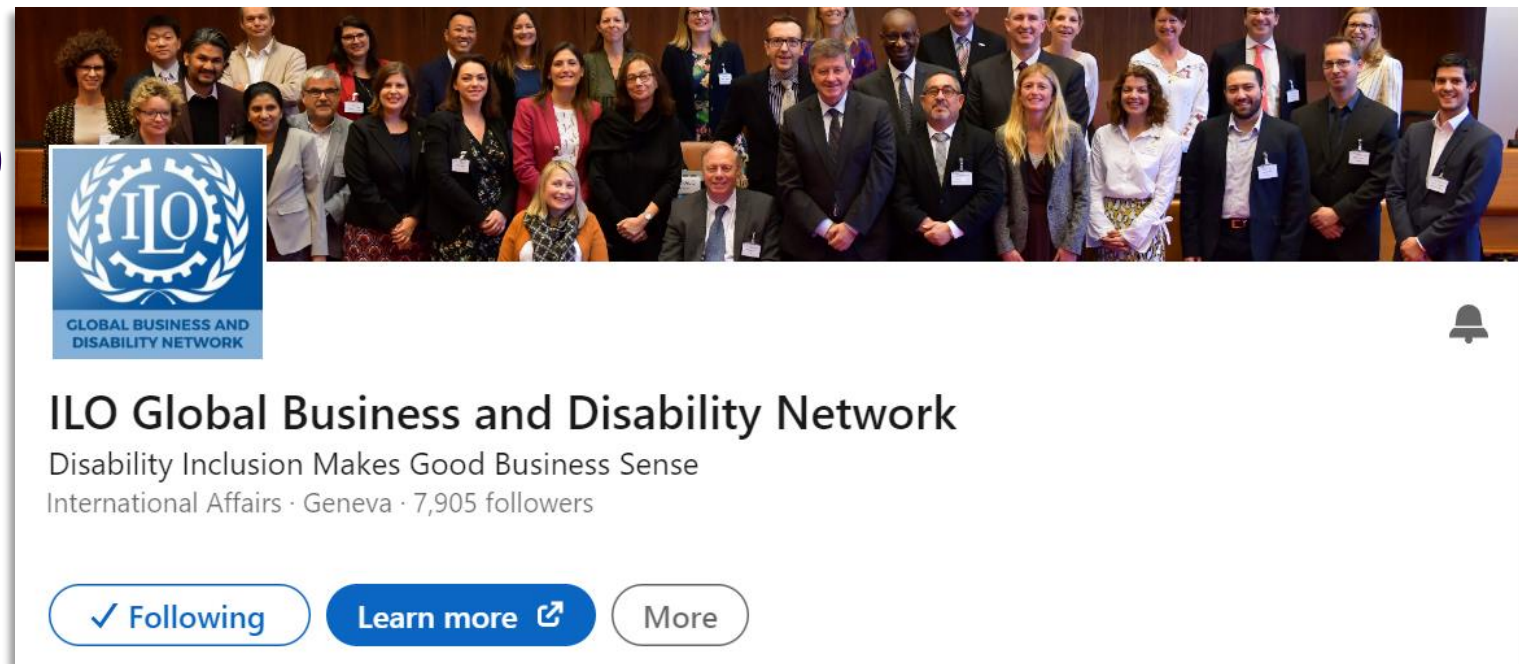 ILO
GLOBAL BUSINESS AND
DISABILITY NETWORK
ILO Global Business and Disability Network
Disability Inclusion Makes Good Business Sense
International Affairs · Geneva · 7,905 followers
✓ Following
Learn more
More